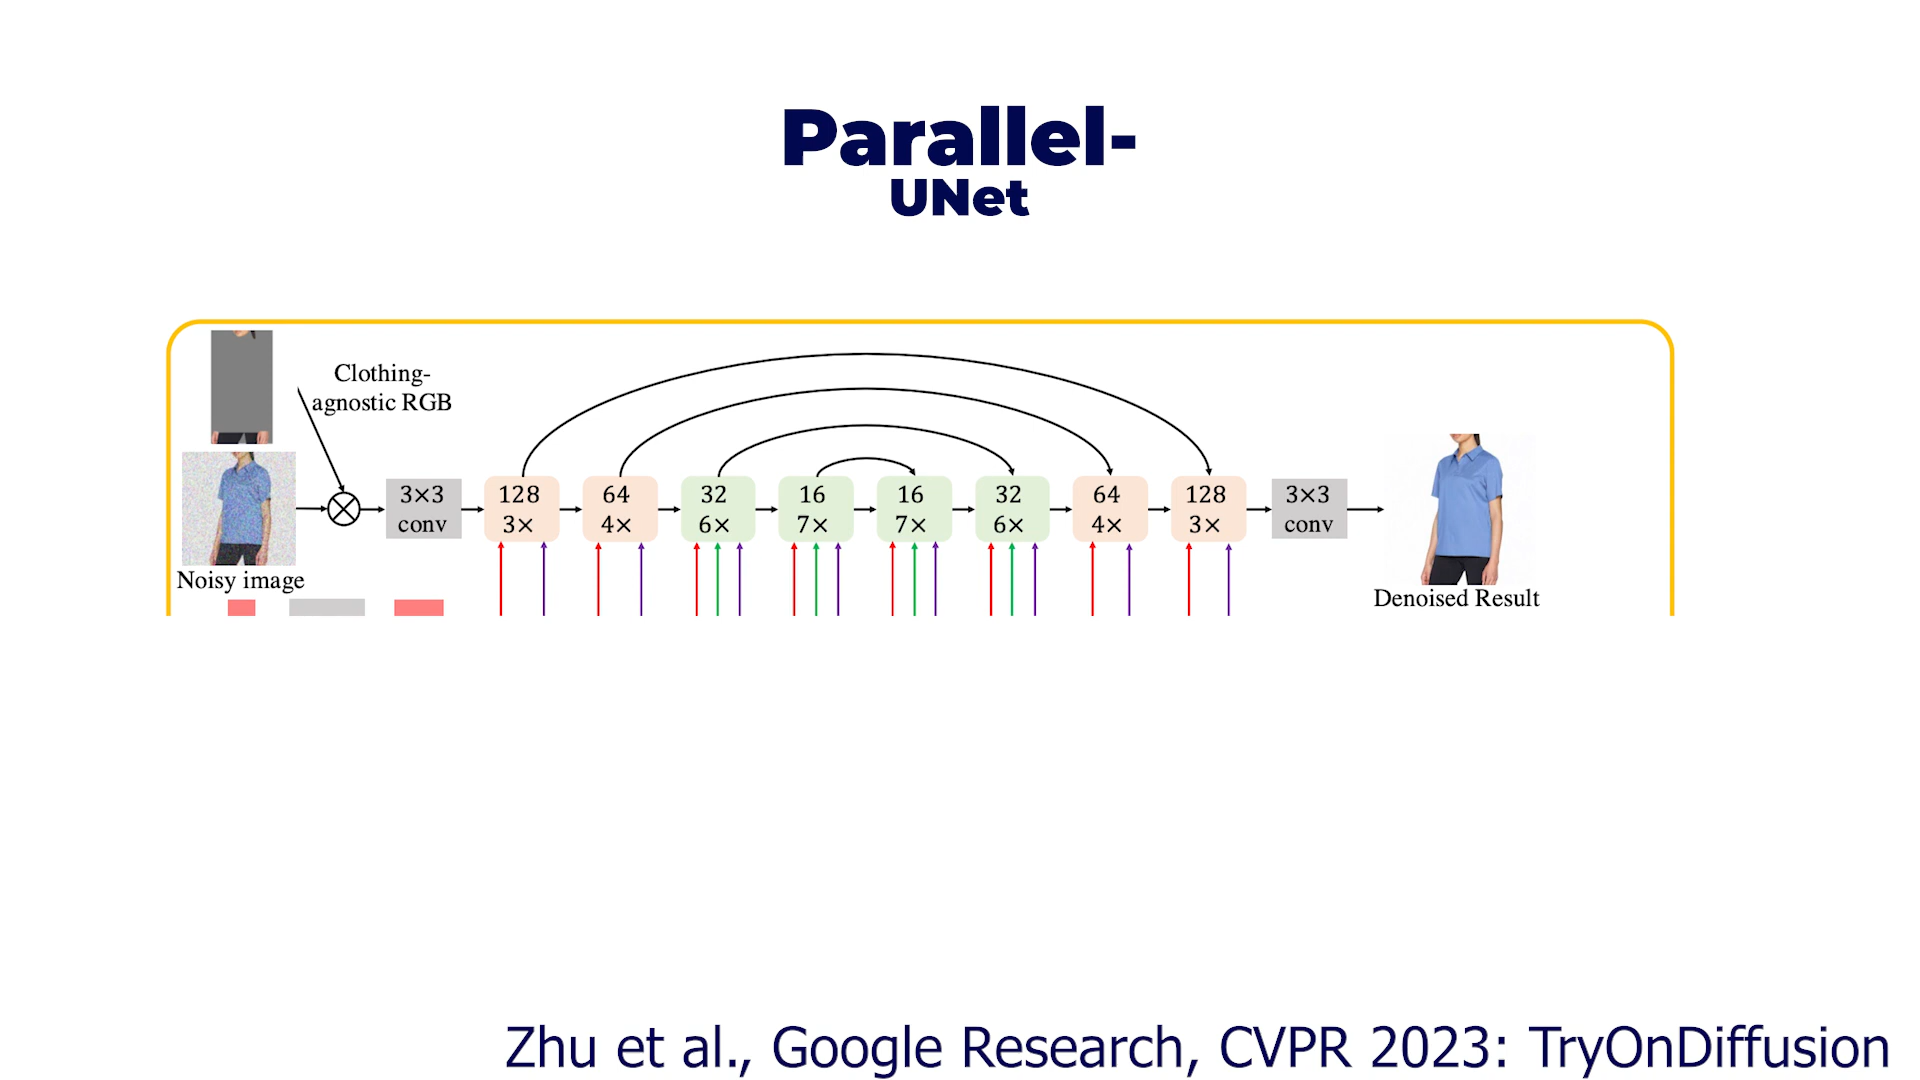 Parallel-
UNet
Clothing-
agnostic RGB
3×3
conv
128
3×
64
4×
32
6×
16
7×
16
7×
32
6×
64
4×
128
3×
3×3
conv
Noisy image
Denoised Result
Zhu et al., Google Research, CVPR 2023: TryOnDiffusion